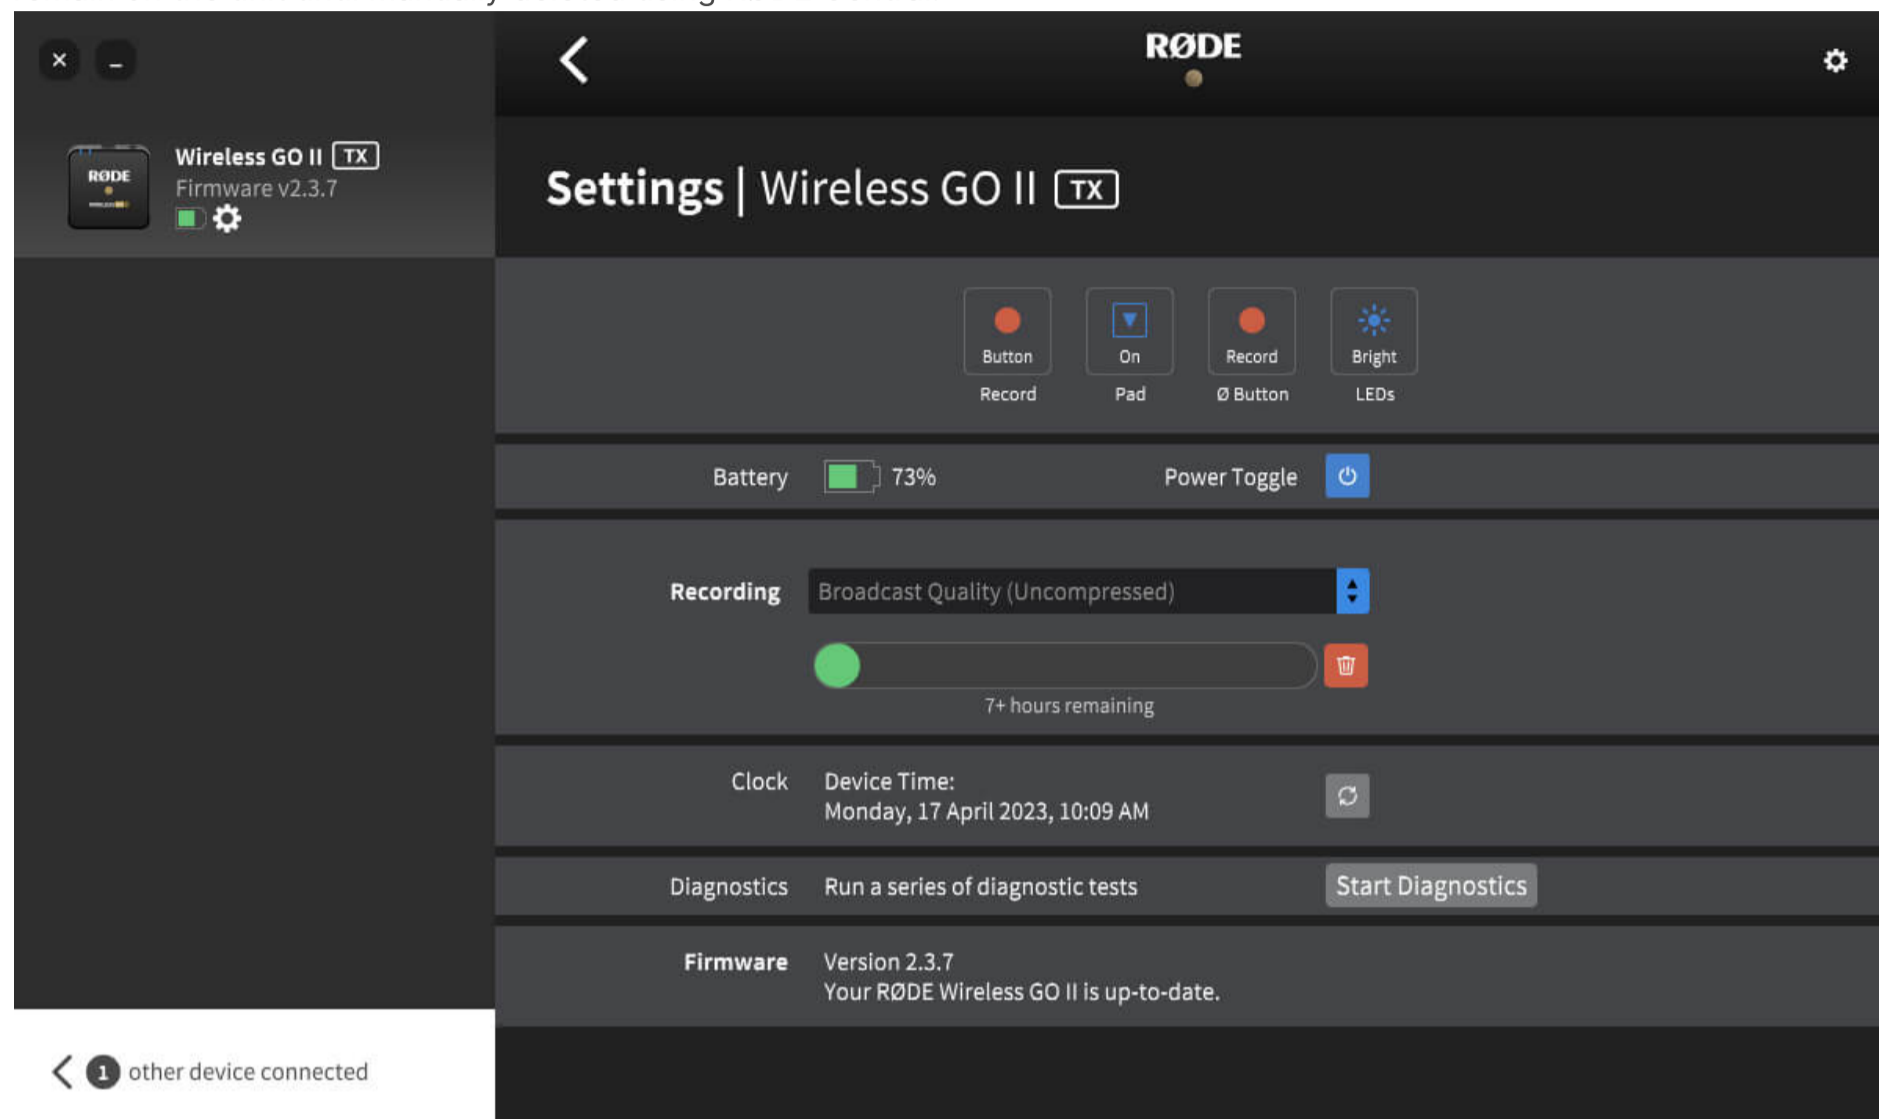 RØDE
Wireless GO II TX
Firmware v2.3.7
RØDE
Settings | Wireless GO II TX
Button
On
Record
Bright
Record
Pad
Ø Button
LEDs
Battery 73% Power Toggle
Recording Broadcast Quality (Uncompressed)
7+ hours remaining
Clock Device Time:
Monday, 17 April 2023, 10:09 AM
Diagnostics Run a series of diagnostic tests Start Diagnostics
Firmware Version 2.3.7
Your RØDE Wireless GO II is up-to-date.
1 other device connected